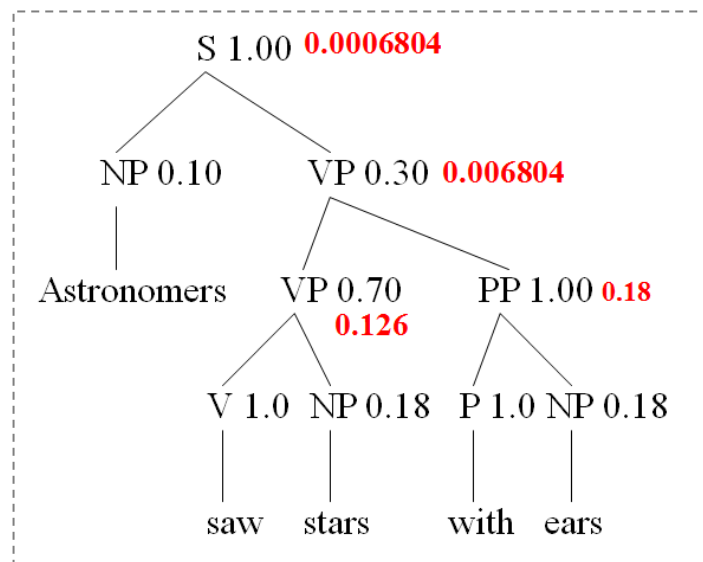 S 1.00 0.0006804
NP 0.10 VP 0.30 0.006804
Astronomers VP 0.70 PP 1.00 0.18
0.126
V 1.0 NP 0.18 P 1.0 NP 0.18
saw stars with ears